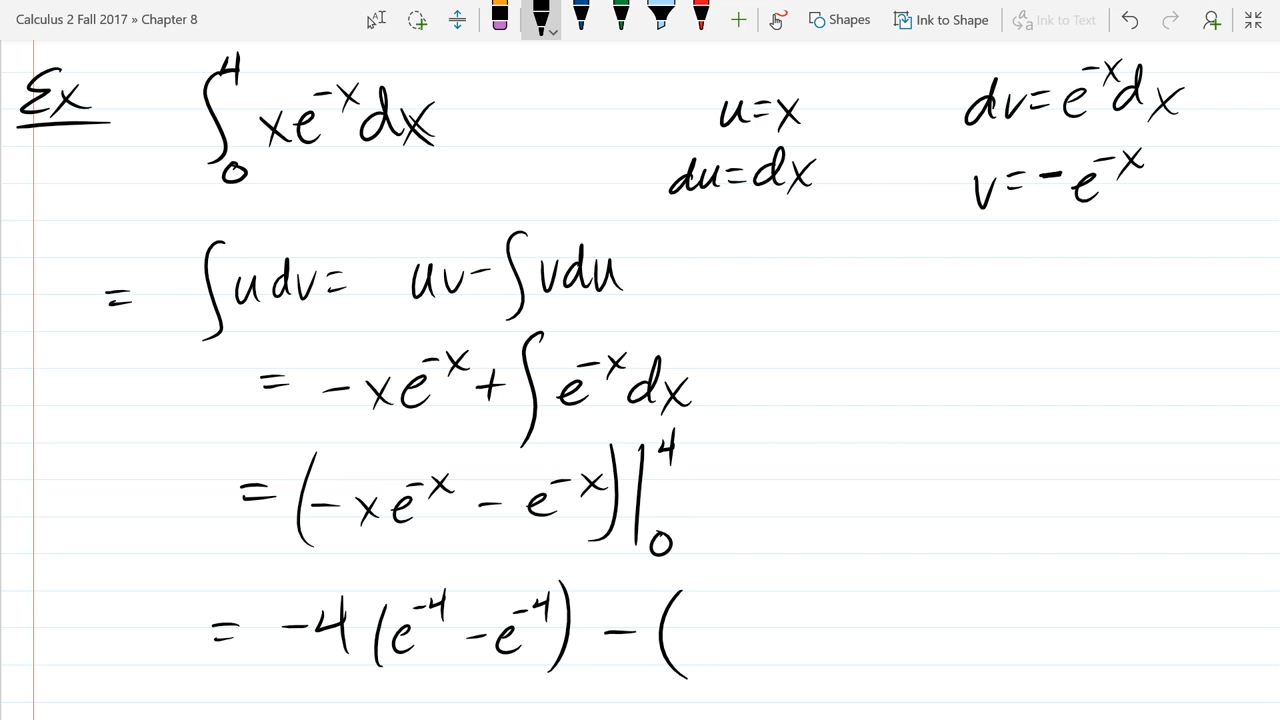 Calculus 2 Fall 2017 » Chapter 8 Shapes Ink to Shape Ink to Text
Ex ∫₀⁴ xe⁻ˣ dx u=x dv=e⁻ˣdx
du=dx v=-e⁻ˣ
= ∫udv= uv-∫vdu
= -xe⁻ˣ+∫e⁻ˣdx
= (-xe⁻ˣ - e⁻ˣ)|₀⁴
= -4(e⁻⁴ -e⁻⁴) - (